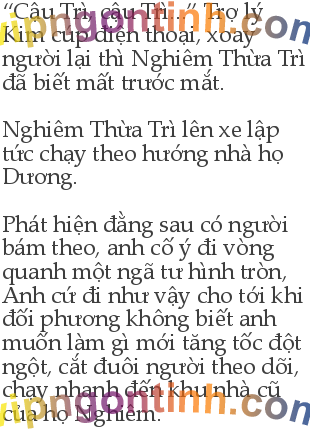 “Cậu Trì, cậu Trì...” Trợ lý
Kim cúp điện thoại, xoay
người lại thì Nghiêm Thừa Trì
đã biết mất trước mắt.
Nghiêm Thừa Trì lên xe lập
tức chạy theo hướng nhà họ
Dương.
Phát hiện đằng sau có người
bám theo, anh cố ý đi vòng
quanh một ngã tư hình tròn,
Anh cứ đi như vậy cho tới khi
đối phương không biết anh
muốn làm gì mới tăng tốc đột
ngột, cắt đuôi người theo dõi,
chạy nhanh đến khu nhà cũ
của họ Nghiêm.
vipngontinh.com
vipngontinh.com